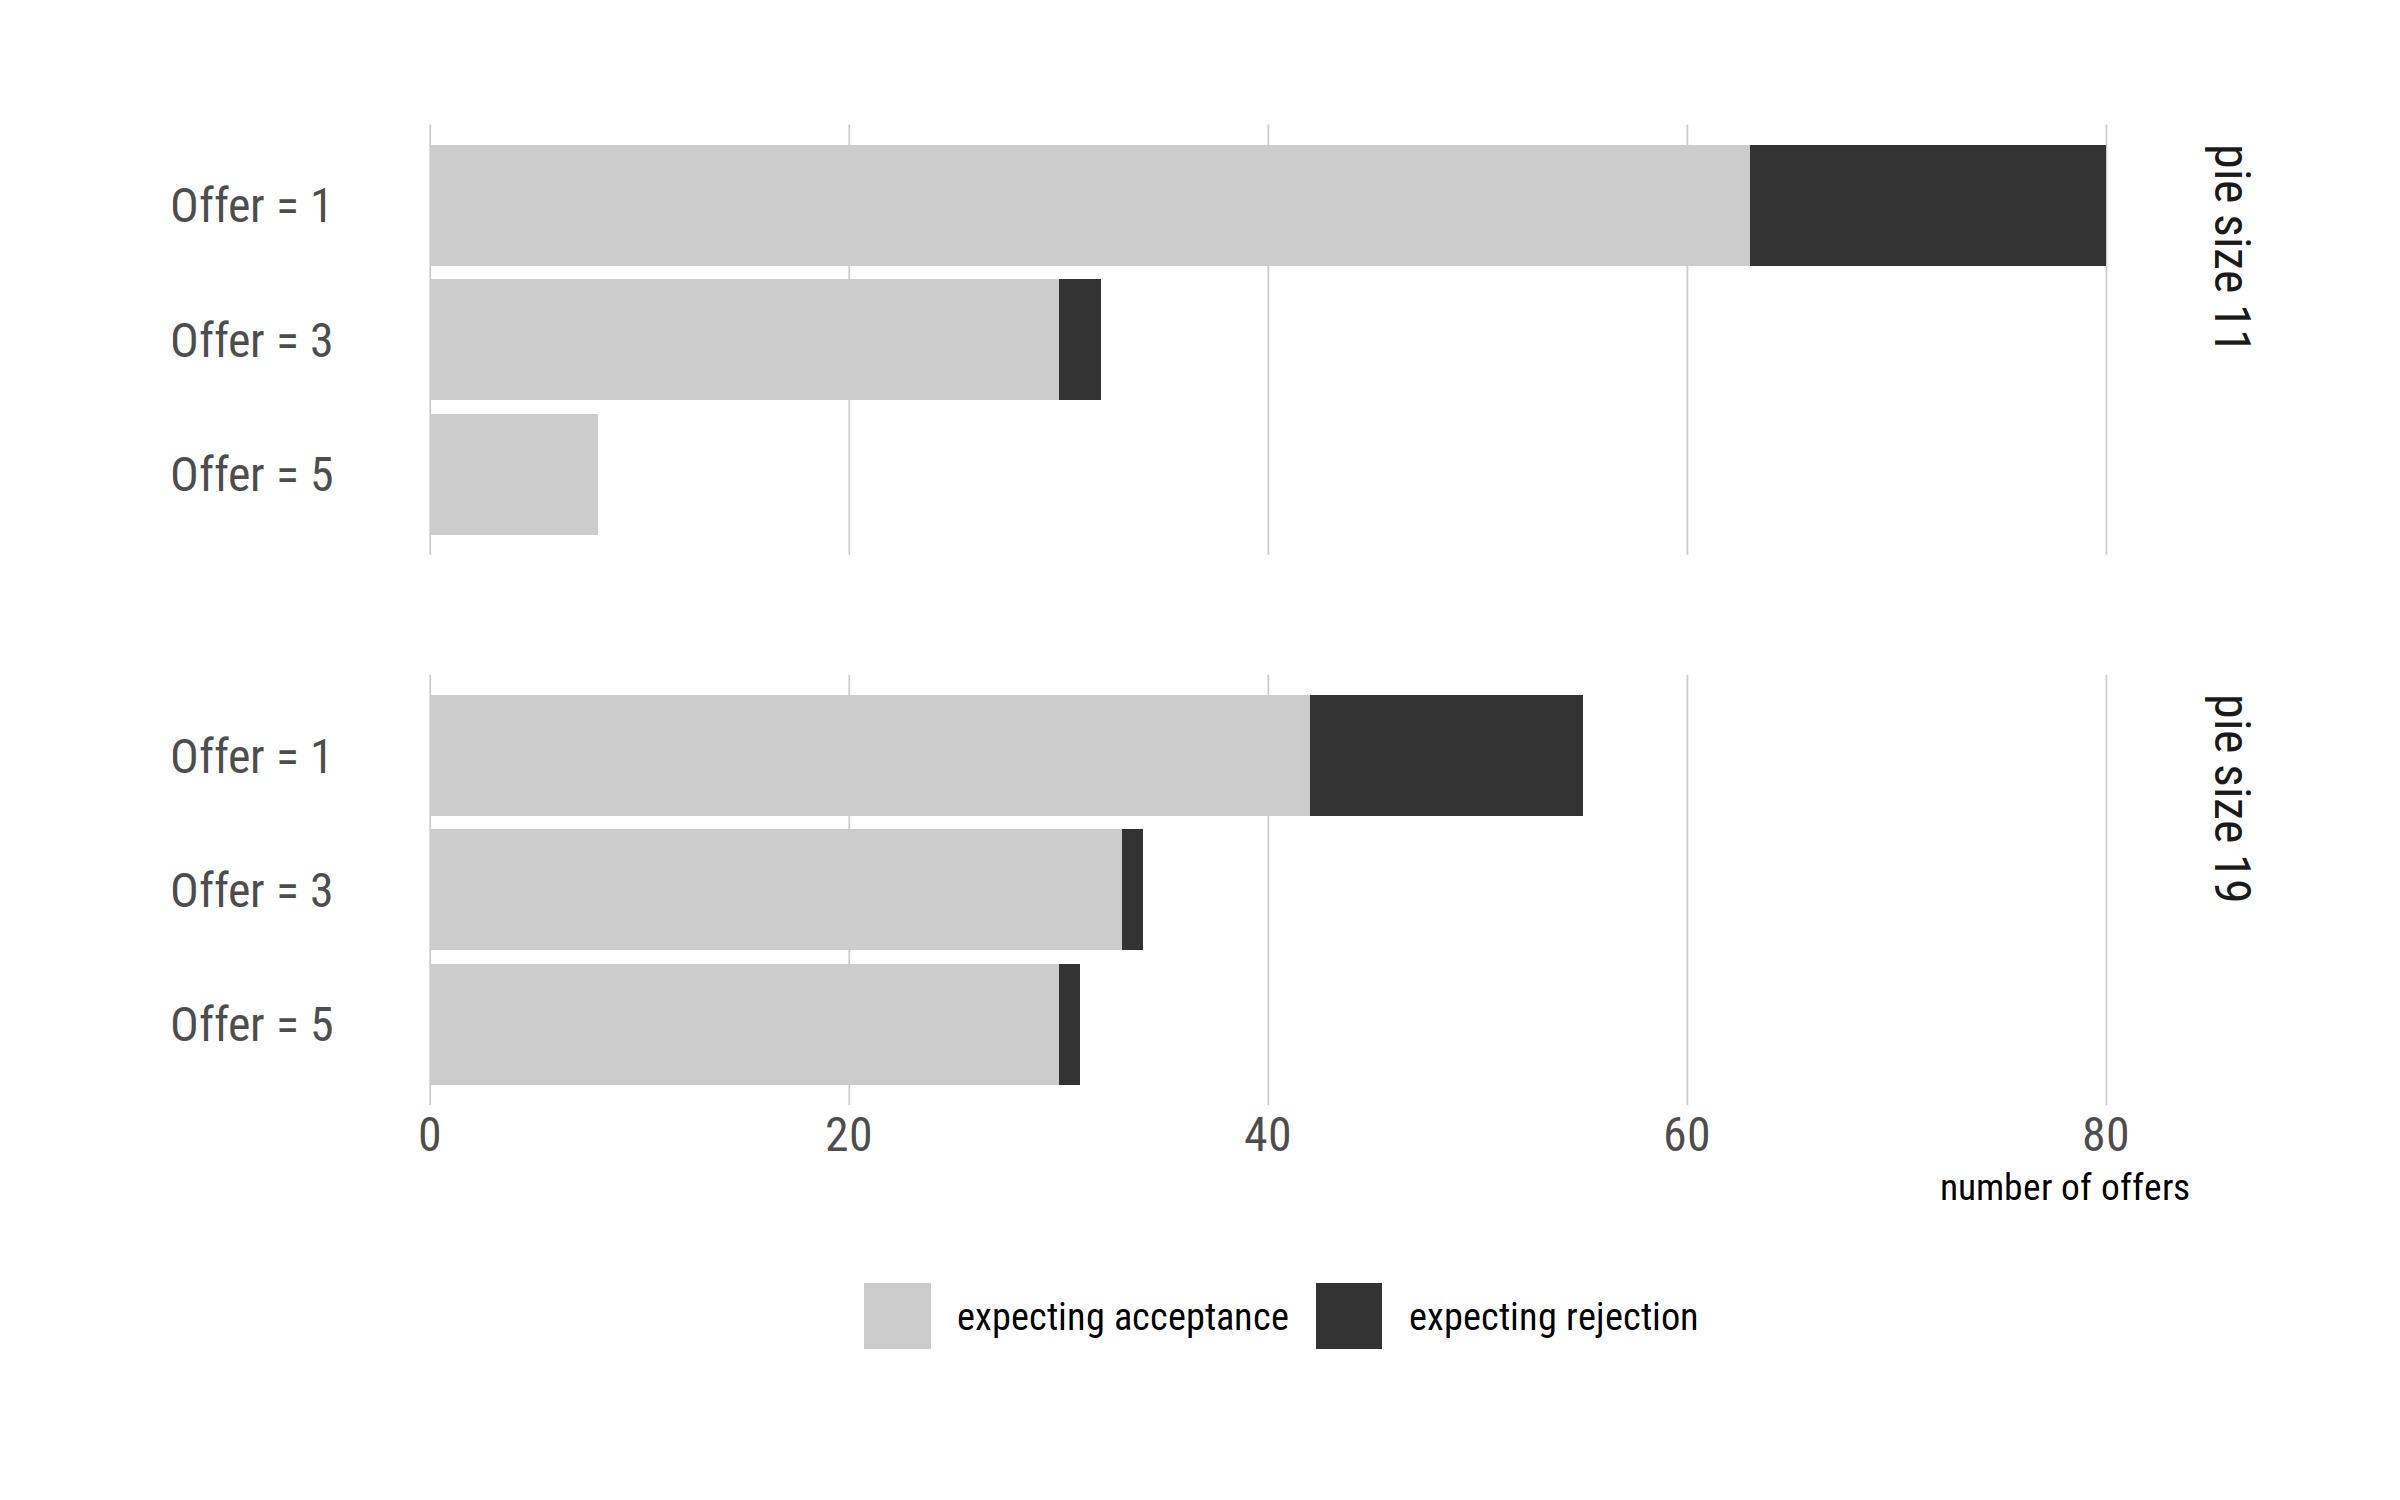 Offer = 1
Offer = 3
Offer = 5
pie size 11
Offer = 1
Offer = 3
Offer = 5
pie size 19
0 20 40 60 80
number of offers
expecting acceptance expecting rejection